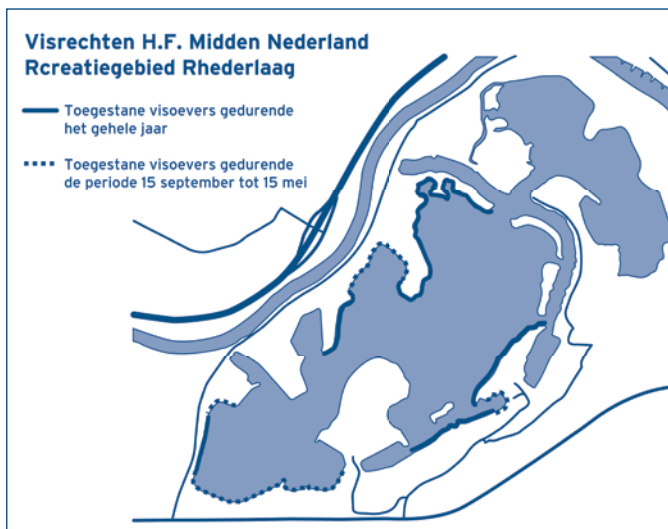 Visrechten H.F. Midden Nederland
Rcreatiegebied Rhederlaag
Toegestane visoevers gedurende
het gehele jaar
Toegestane visoevers gedurende
de periode 15 september tot 15 mei